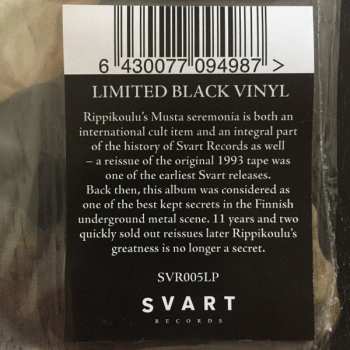 6 430077 094987 >
LIMITED BLACK VINYL
Rippikoulu's Musta seremonia is both an
international cult item and an integral part
of the history of Svart Records as well
– a reissue of the original 1993 tape was
one of the earliest Svart releases.
Back then, this album was considered as
one of the best kept secrets in the Finnish
underground metal scene. 11 years and two
quickly sold out reissues later Rippikoulu's
greatness is no longer a secret.
SVR005LP
SVART
RECORDS